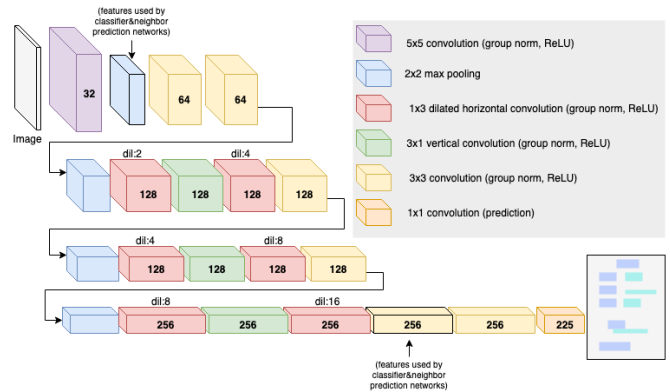 (features used by
classifier&neighbor
prediction networks)
32
64
64
Image
5x5 convolution (group norm, ReLU)
2x2 max pooling
1x3 dilated horizontal convolution (group norm, ReLU)
3x1 vertical convolution (group norm, ReLU)
3x3 convolution (group norm, ReLU)
1x1 convolution (prediction)
dil:2
dil:4
128
128
128
128
dil:4
dil:8
128
128
128
128
dil:8
dil:16
256
256
256
256
256
225
(features used by
classifier&neighbor
prediction networks)